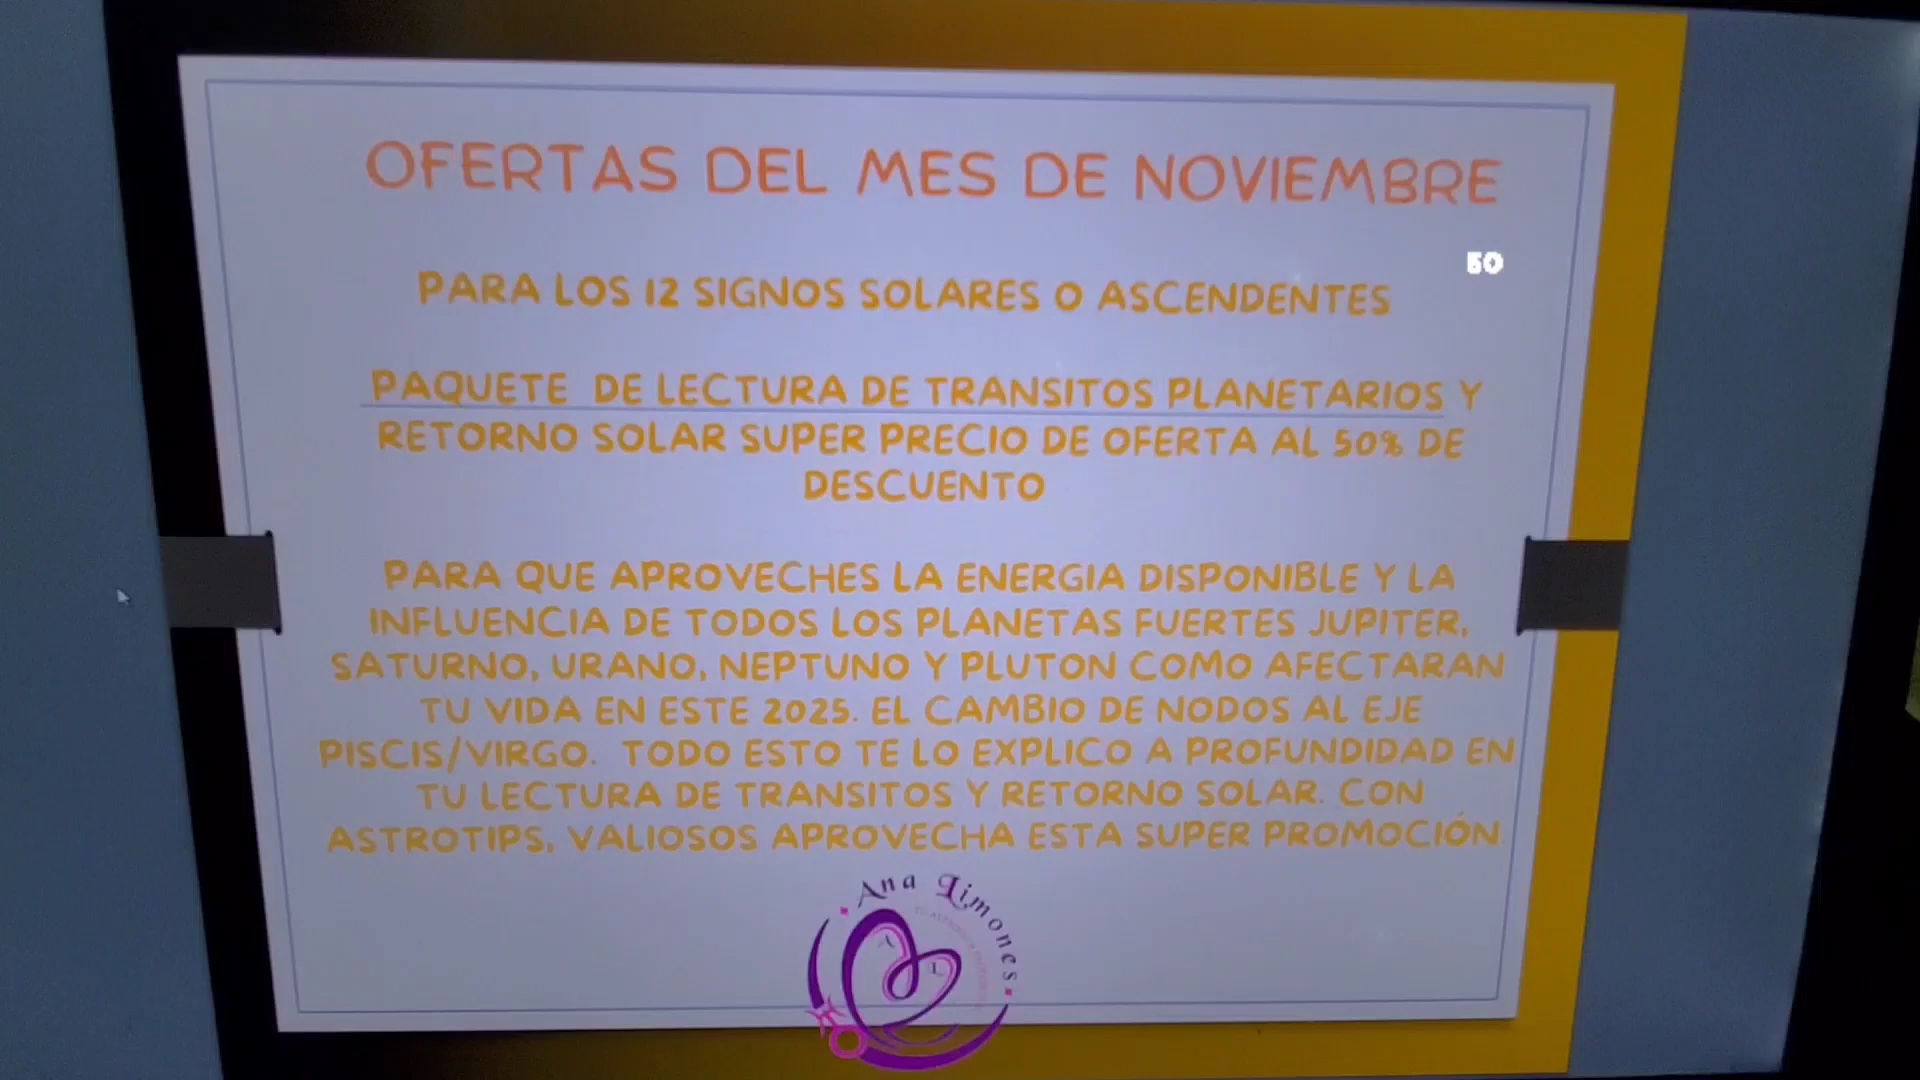 OFERTAS DEL MES DE NOVIEMBRE
50
PARA LOS 12 SIGNOS SOLARES O ASCENDENTES
PAQUETE DE LECTURA DE TRANSITOS PLANETARIOS Y
RETORNO SOLAR SUPER PRECIO DE OFERTA AL 50% DE
DESCUENTO
PARA QUE APROVECHES LA ENERGIA DISPONIBLE Y LA
INFLUENCIA DE TODOS LOS PLANETAS FUERTES JUPITER,
SATURNO, URANO, NEPTUNO Y PLUTON COMO AFECTARAN
TU VIDA EN ESTE 2025. EL CAMBIO DE NODOS AL EJE
PISCIS/VIRGO. TODO ESTO TE LO EXPLICO A PROFUNDIDAD EN
TU LECTURA DE TRANSITOS Y RETORNO SOLAR. CON
ASTROTIPS, VALIOSOS APROVECHA ESTA SUPER PROMOCIÓN.
Ana Limones